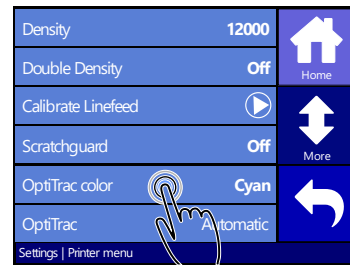 Density 12000
Double Density Off
Home
Calibrate Linefeed
Scratchguard Off
More
OptiTrac color Cyan
OptiTrac Automatic
Settings | Printer menu